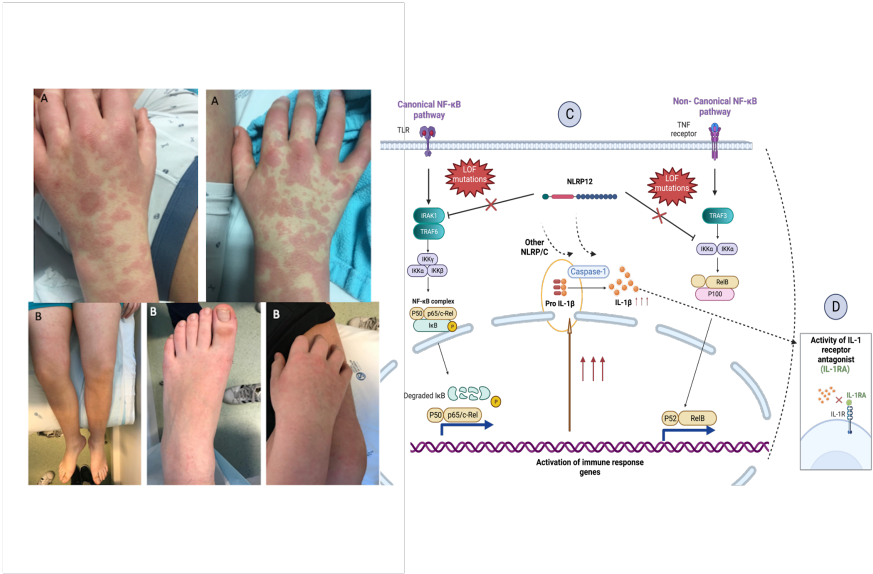 A
A
B
B
B
Canonical NF-κB
pathway
TLR
C
Non- Canonical NF-κB
pathway
TNF
receptor
LOF
mutations
NLRP12
LOF
mutations
IRAK1
TRAF6
TRAF3
Other
NLRP/C
IKKγ
IKKα
IKKβ
IKKα
IKKα
Caspase-1
RelB
P100
NF-κB complex
Pro IL-1β
IL-1β
P50
p65/c-Rel
IκB
P
D
Activity of IL-1
receptor
antagonist
(IL-1RA)
IL-1RA
IL-1R
Degraded IκB
P
P50
p65/c-Rel
P52
RelB
Activation of immune response
genes